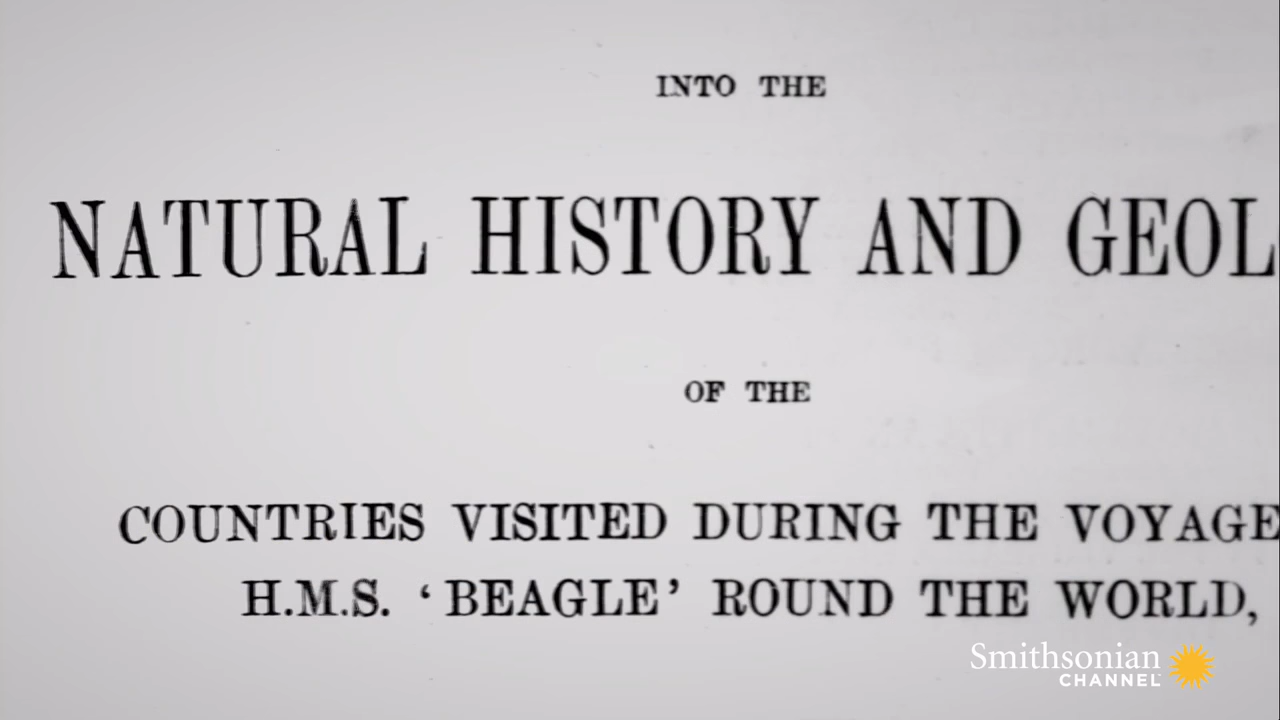 INTO THE
NATURAL HISTORY AND GEOL
OF THE
COUNTRIES VISITED DURING THE VOYAGE
H.M.S. ‘BEAGLE’ ROUND THE WORLD,
Smithsonian
CHANNEL